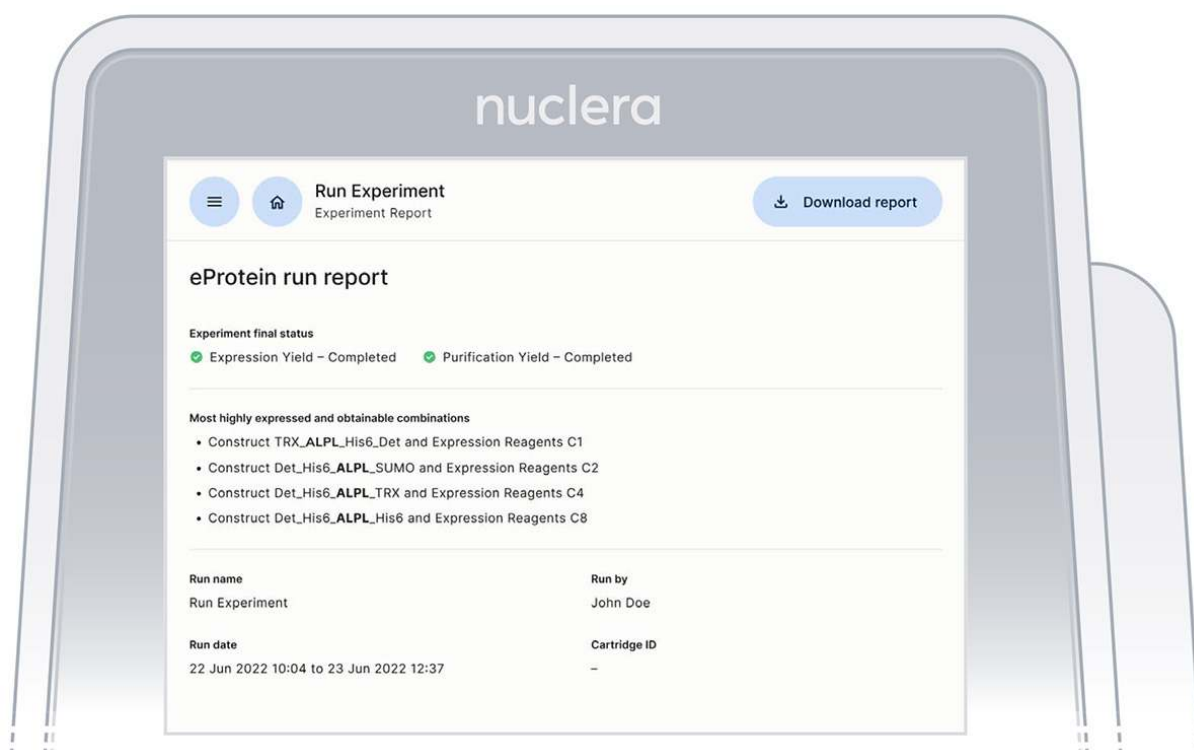 nuclera
Run Experiment
Experiment Report
Download report
eProtein run report
Experiment final status
Expression Yield – Completed
Purification Yield – Completed
Most highly expressed and obtainable combinations
• Construct TRX_ALPL_His6_Det and Expression Reagents C1
• Construct Det_His6_ALPL_SUMO and Expression Reagents C2
• Construct Det_His6_ALPL_TRX and Expression Reagents C4
• Construct Det_His6_ALPL_His6 and Expression Reagents C8
Run name
Run Experiment
Run by
John Doe
Run date
22 Jun 2022 10:04 to 23 Jun 2022 12:37
Cartridge ID
–